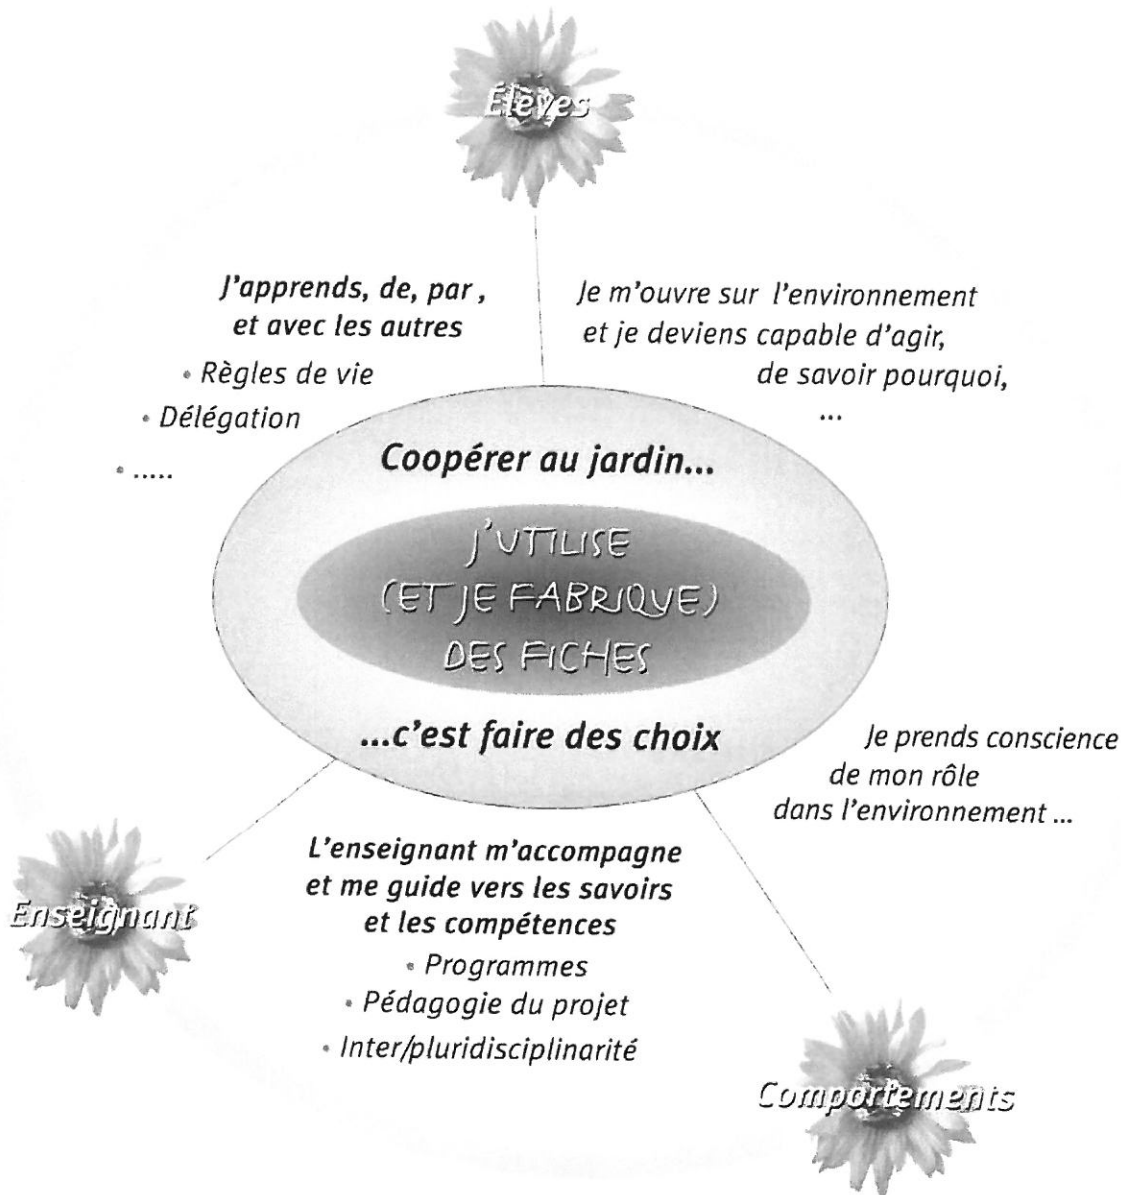 Élèves
J'apprends, de, par ,
et avec les autres
• Règles de vie
• Délégation
• .....
Je m'ouvre sur l'environnement
et je deviens capable d'agir,
de savoir pourquoi,
...
Coopérer au jardin...
J'UTILISE
(ET JE FABRIQUE)
DES FICHES
...c'est faire des choix
Je prends conscience
de mon rôle
dans l'environnement ...
Enseignant
L'enseignant m'accompagne
et me guide vers les savoirs
et les compétences
• Programmes
• Pédagogie du projet
• Inter/pluridisciplinarité
Comportements